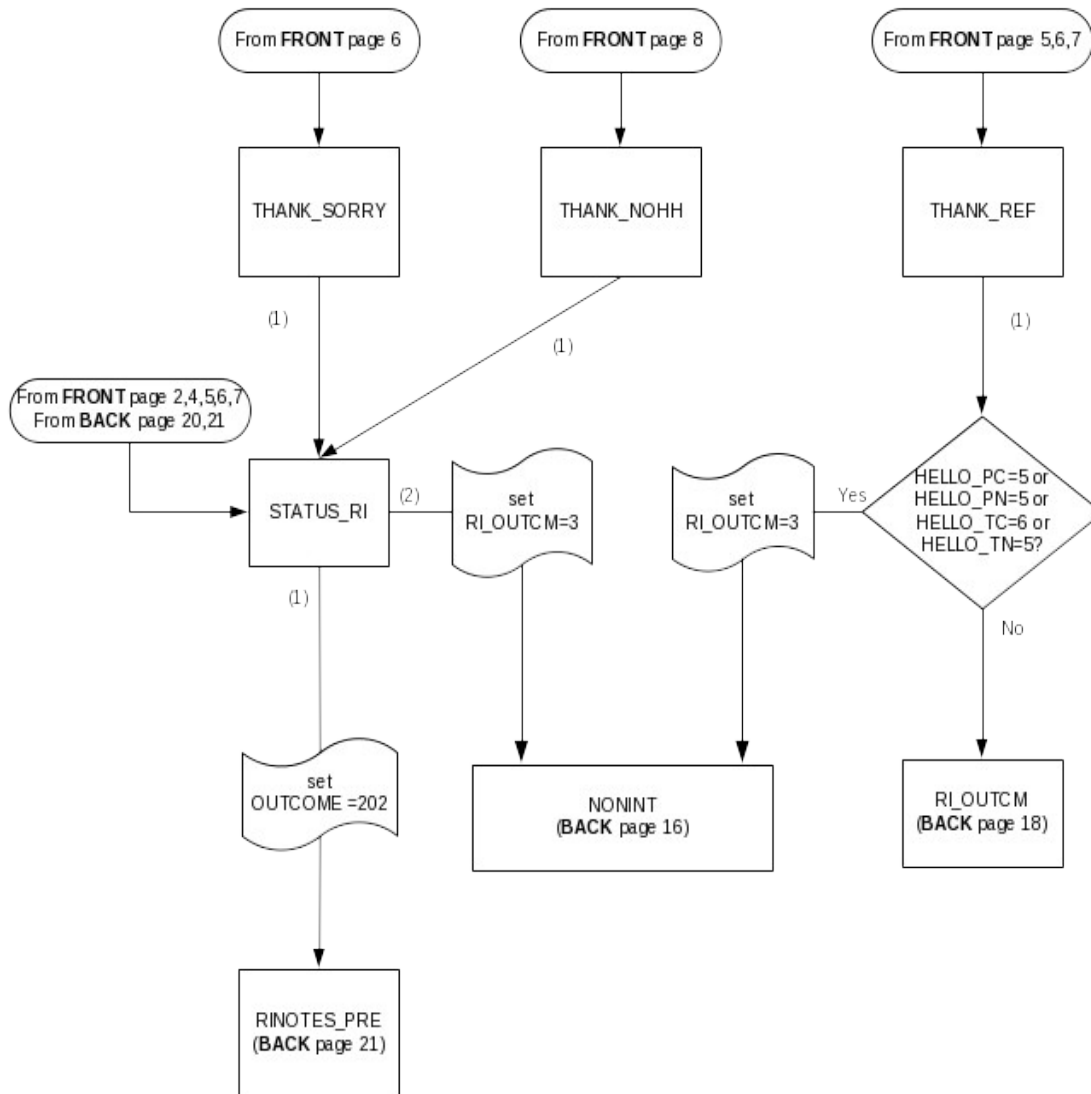 From FRONT page 6
From FRONT page 8
From FRONT page 5,6,7
THANK_SORRY
THANK_NOHH
THANK_REF
(1)
(1)
(1)
From FRONT page 2,4,5,6,7
From BACK page 20,21
STATUS_RI
(2)
set
RI_OUTCM=3
set
RI_OUTCM=3
Yes
HELLO_PC=5 or
HELLO_PN=5 or
HELLO_TC=6 or
HELLO_TN=5?
(1)
No
set
OUTCOME =202
NONINT
(BACK page 16)
RI_OUTCM
(BACK page 18)
RINOTES_PRE
(BACK page 21)